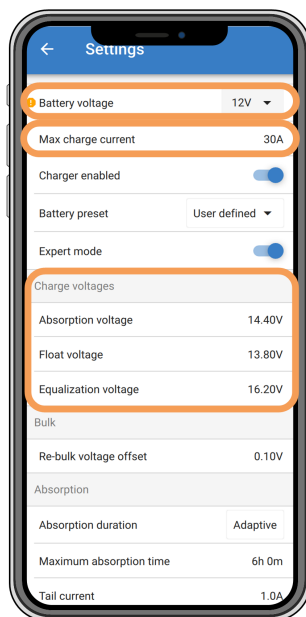 Settings
Battery voltage 12V
Max charge current 30A
Charger enabled
Battery preset User defined
Expert mode
Charge voltages
Absorption voltage 14.40V
Float voltage 13.80V
Equalization voltage 16.20V
Bulk
Re-bulk voltage offset 0.10V
Absorption
Absorption duration Adaptive
Maximum absorption time 6h 0m
Tail current 1.0A